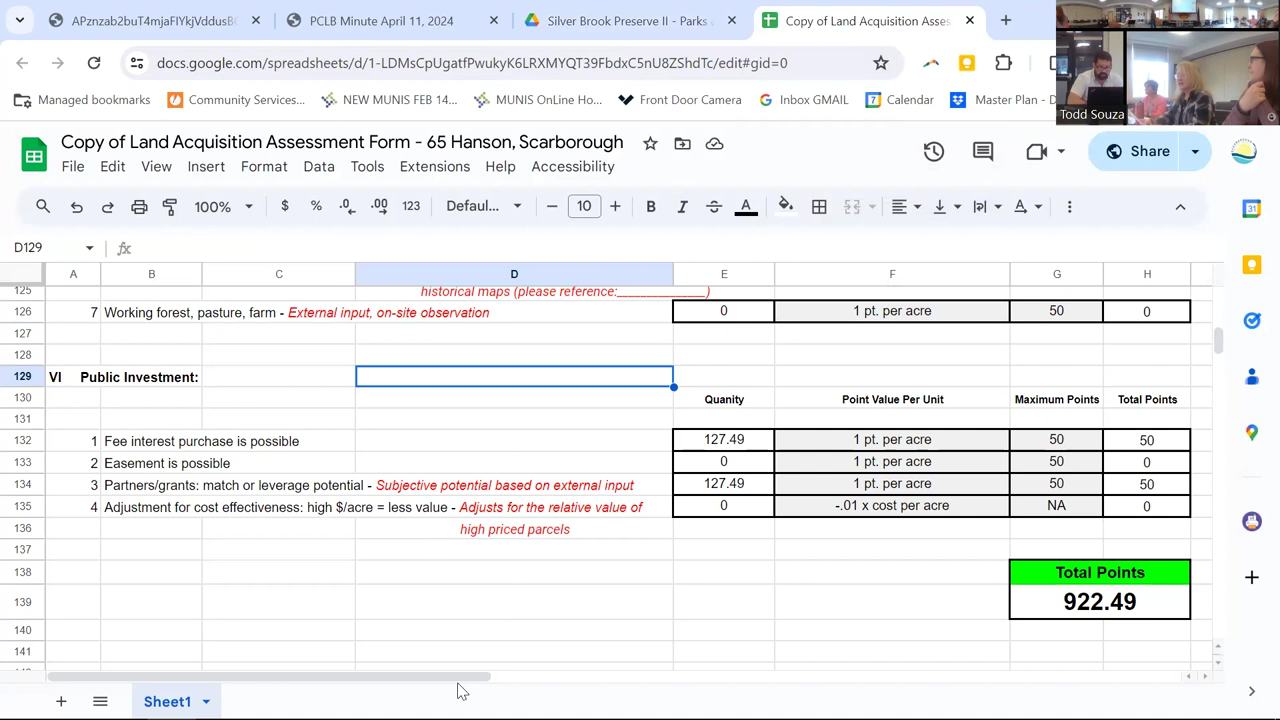 APznzab2buT4mjaFIYkjVddusB
PCLB Minute April 11, 2024
Silver Brook Preserve II - Parks
Copy of Land Acquisition Asses
docs.google.com/spreadsheets/d/1-LDMsCrUgatfPwukyK6LRXMYQT39FbdxC5nU8ZShdTc/edit#gid=0
Managed bookmarks
Community Services...
NEW MUNIS FEB 14...
MUNIS OnLine Ho...
Front Door Camera
Inbox GMAIL
Calendar
Master Plan - D
Todd Souza
Copy of Land Acquisition Assessment Form - 65 Hanson, Scarborough
File Edit View Insert Format Data Tools Extensions Help Accessibility
Share
100% $ % .0 .00 123 Defaul... 10 B I S A
D129 fx
A B C D E F G H
125 historical maps (please reference:____________)
126 7 Working forest, pasture, farm - External input, on-site observation 0 1 pt. per acre 50 0
127
128
129 VI Public Investment:
130 Quanity Point Value Per Unit Maximum Points Total Points
131
132 1 Fee interest purchase is possible 127.49 1 pt. per acre 50 50
133 2 Easement is possible 0 1 pt. per acre 50 0
134 3 Partners/grants: match or leverage potential - Subjective potential based on external input 127.49 1 pt. per acre 50 50
135 4 Adjustment for cost effectiveness: high $/acre = less value - Adjusts for the relative value of 0 -.01 x cost per acre NA 0
136 high priced parcels
137
138 Total Points
139 922.49
140
141
Sheet1
31